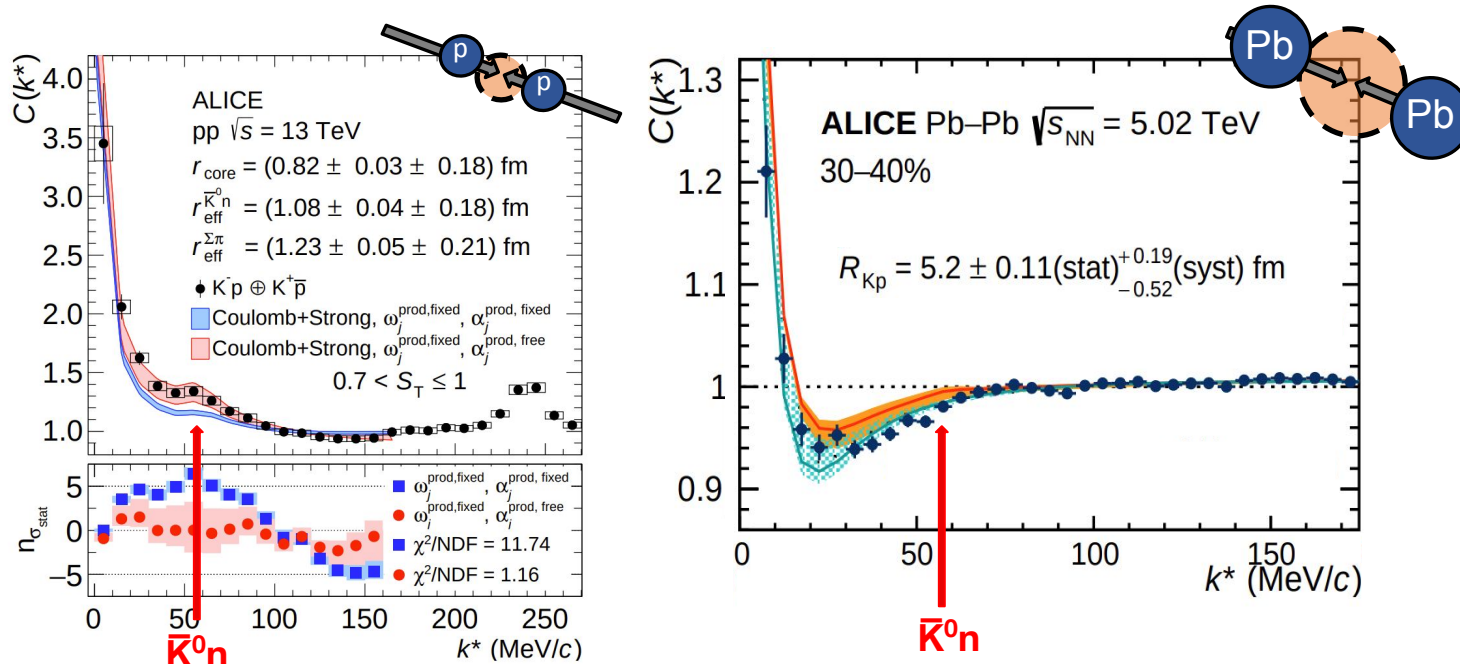 C(k*)
4.0
3.5
3.0
2.5
2.0
1.5
1.0
p
p
ALICE
pp √s = 13 TeV
r_core = (0.82 ± 0.03 ± 0.18) fm
r_eff^K̅⁰n = (1.08 ± 0.04 ± 0.18) fm
r_eff^Σπ = (1.23 ± 0.05 ± 0.21) fm
K⁻p ⊕ K⁺p̅
Coulomb+Strong, ω_j^prod,fixed, α_j^prod, fixed
Coulomb+Strong, ω_j^prod,fixed, α_j^prod, free
0.7 < S_T ≤ 1
n_σstat
5
0
−5
ω_j^prod,fixed, α_j^prod, fixed
ω_i^prod,fixed, α_i^prod, free
χ²/NDF = 11.74
χ²/NDF = 1.16
0 50 100 150 200 250
K̅⁰n
k* (MeV/c)
C(k*)
1.3
1.2
1.1
1
0.9
Pb
Pb
ALICE Pb–Pb √s_NN = 5.02 TeV
30–40%
R_Kp = 5.2 ± 0.11(stat)+0.19−0.52(syst) fm
0 50 100 150
k* (MeV/c)
K̅⁰n